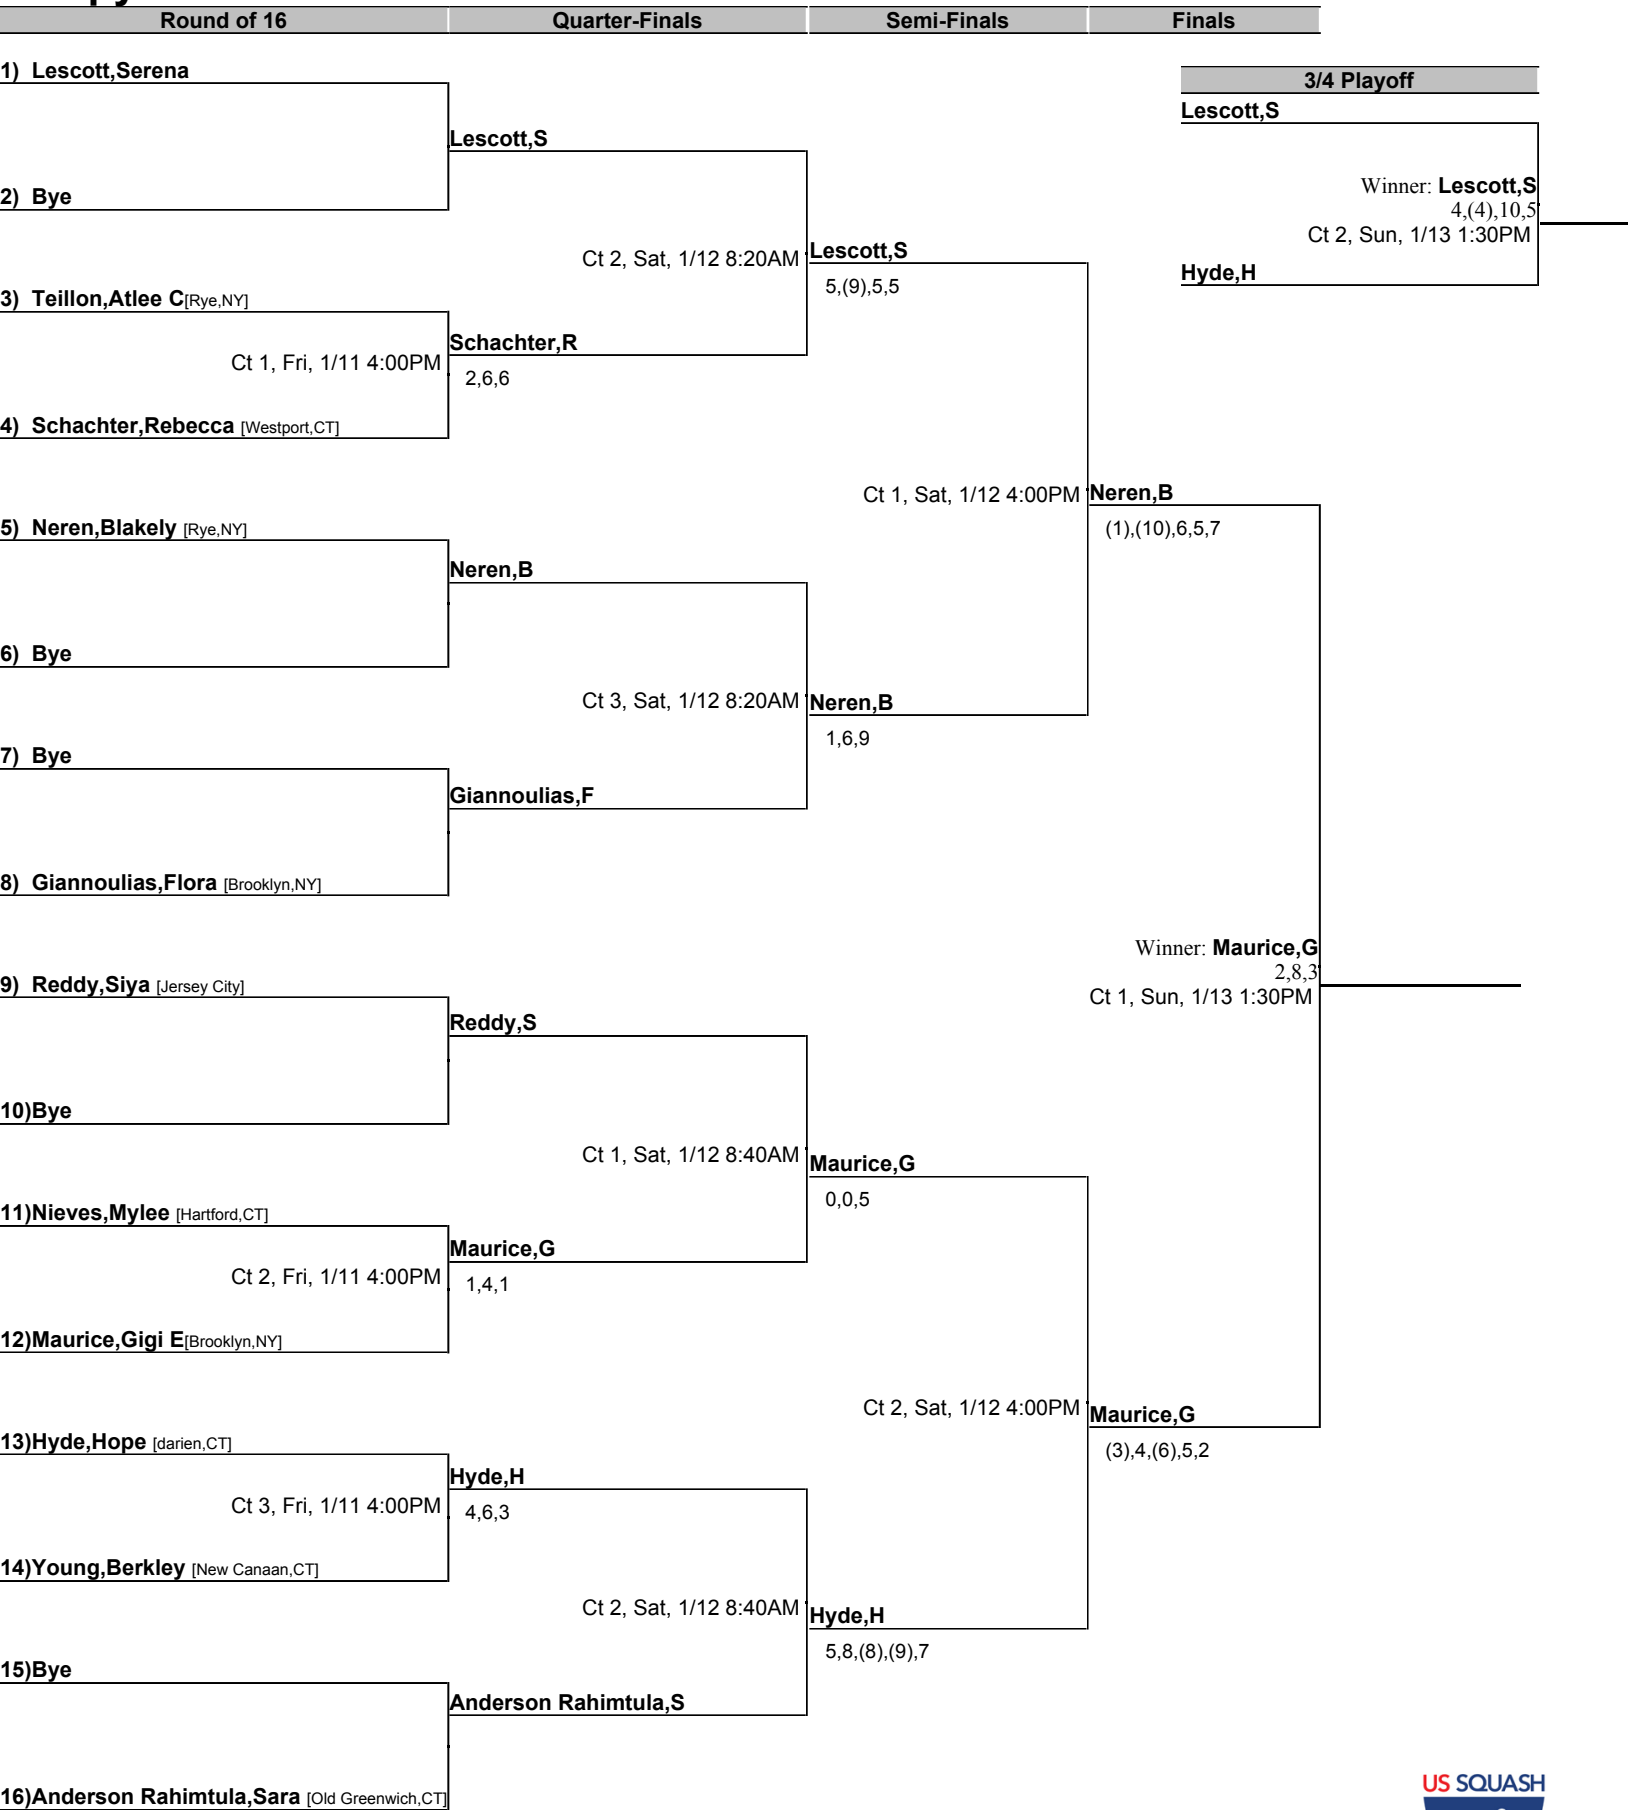 Round of 16 Quarter-Finals Semi-Finals Finals
1) Lescott,Serena
3/4 Playoff
Lescott,S
Lescott,S
Winner: Lescott,S
2) Bye
4,(4),10,5
Ct 2, Sun, 1/13 1:30PM
Ct 2, Sat, 1/12 8:20AM
Lescott,S
Hyde,H
5,(9),5,5
3) Teillon,Atlee C[Rye,NY]
Schachter,R
Ct 1, Fri, 1/11 4:00PM
2,6,6
4) Schachter,Rebecca [Westport,CT]
Ct 1, Sat, 1/12 4:00PM
Neren,B
(1),(10),6,5,7
5) Neren,Blakely [Rye,NY]
Neren,B
6) Bye
Ct 3, Sat, 1/12 8:20AM
Neren,B
1,6,9
7) Bye
Giannoulias,F
8) Giannoulias,Flora [Brooklyn,NY]
Winner: Maurice,G
2,8,3
Ct 1, Sun, 1/13 1:30PM
9) Reddy,Siya [Jersey City]
Reddy,S
10)Bye
Ct 1, Sat, 1/12 8:40AM
Maurice,G
0,0,5
11)Nieves,Mylee [Hartford,CT]
Maurice,G
Ct 2, Fri, 1/11 4:00PM
1,4,1
12)Maurice,Gigi E[Brooklyn,NY]
Ct 2, Sat, 1/12 4:00PM
Maurice,G
(3),4,(6),5,2
13)Hyde,Hope [darien,CT]
Hyde,H
Ct 3, Fri, 1/11 4:00PM
4,6,3
14)Young,Berkley [New Canaan,CT]
Ct 2, Sat, 1/12 8:40AM
Hyde,H
5,8,(8),(9),7
15)Bye
Anderson Rahimtula,S
16)Anderson Rahimtula,Sara [Old Greenwich,CT]
US SQUASH